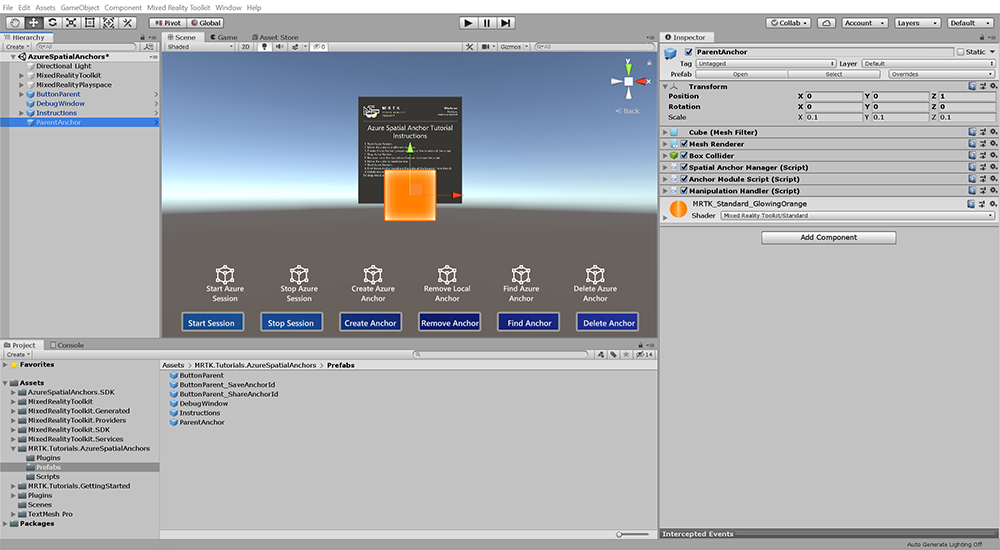 File Edit Assets GameObject Component Mixed Reality Toolkit Window Help
Pivot Global Collab Account Layers Default
Hierarchy
Create All
AzureSpatialAnchors*
Directional Light
MixedRealityToolkit
MixedRealityPlayspace
ButtonParent
DebugWindow
Instructions
ParentAnchor
Scene Game Asset Store
Shaded 2D 0 Gizmos All
y
x
Back
MRTK
Azure Spatial Anchor Tutorial
Instructions
Start Azure
Session
Stop Azure
Session
Create Azure
Anchor
Remove Local
Anchor
Find Azure
Anchor
Delete Azure
Anchor
Start Session
Stop Session
Create Anchor
Remove Anchor
Find Anchor
Delete Anchor
Inspector
ParentAnchor Static
Tag Untagged Layer Default
Prefab Open Select Overrides
Transform
Position X 0 Y 0 Z 1
Rotation X 0 Y 0 Z 0
Scale X 0.1 Y 0.1 Z 0.1
Cube (Mesh Filter)
Mesh Renderer
Box Collider
Spatial Anchor Manager (Script)
Anchor Module Script (Script)
Manipulation Handler (Script)
MRTK_Standard_GlowingOrange
Shader Mixed Reality Toolkit/Standard
Add Component
Project Console
Create 14
Favorites
Assets
AzureSpatialAnchors.SDK
MixedRealityToolkit
MixedRealityToolkit.Generated
MixedRealityToolkit.Providers
MixedRealityToolkit.SDK
MixedRealityToolkit.Services
MRTK.Tutorials.AzureSpatialAnchors
Plugins
Prefabs
Scripts
MRTK.Tutorials.GettingStarted
Plugins
Scenes
TextMesh Pro
Packages
Assets > MRTK.Tutorials.AzureSpatialAnchors > Prefabs
ButtonParent
ButtonParent_SaveAnchorId
ButtonParent_ShareAnchorId
DebugWindow
Instructions
ParentAnchor
Intercepted Events
Auto Generate Lighting Off